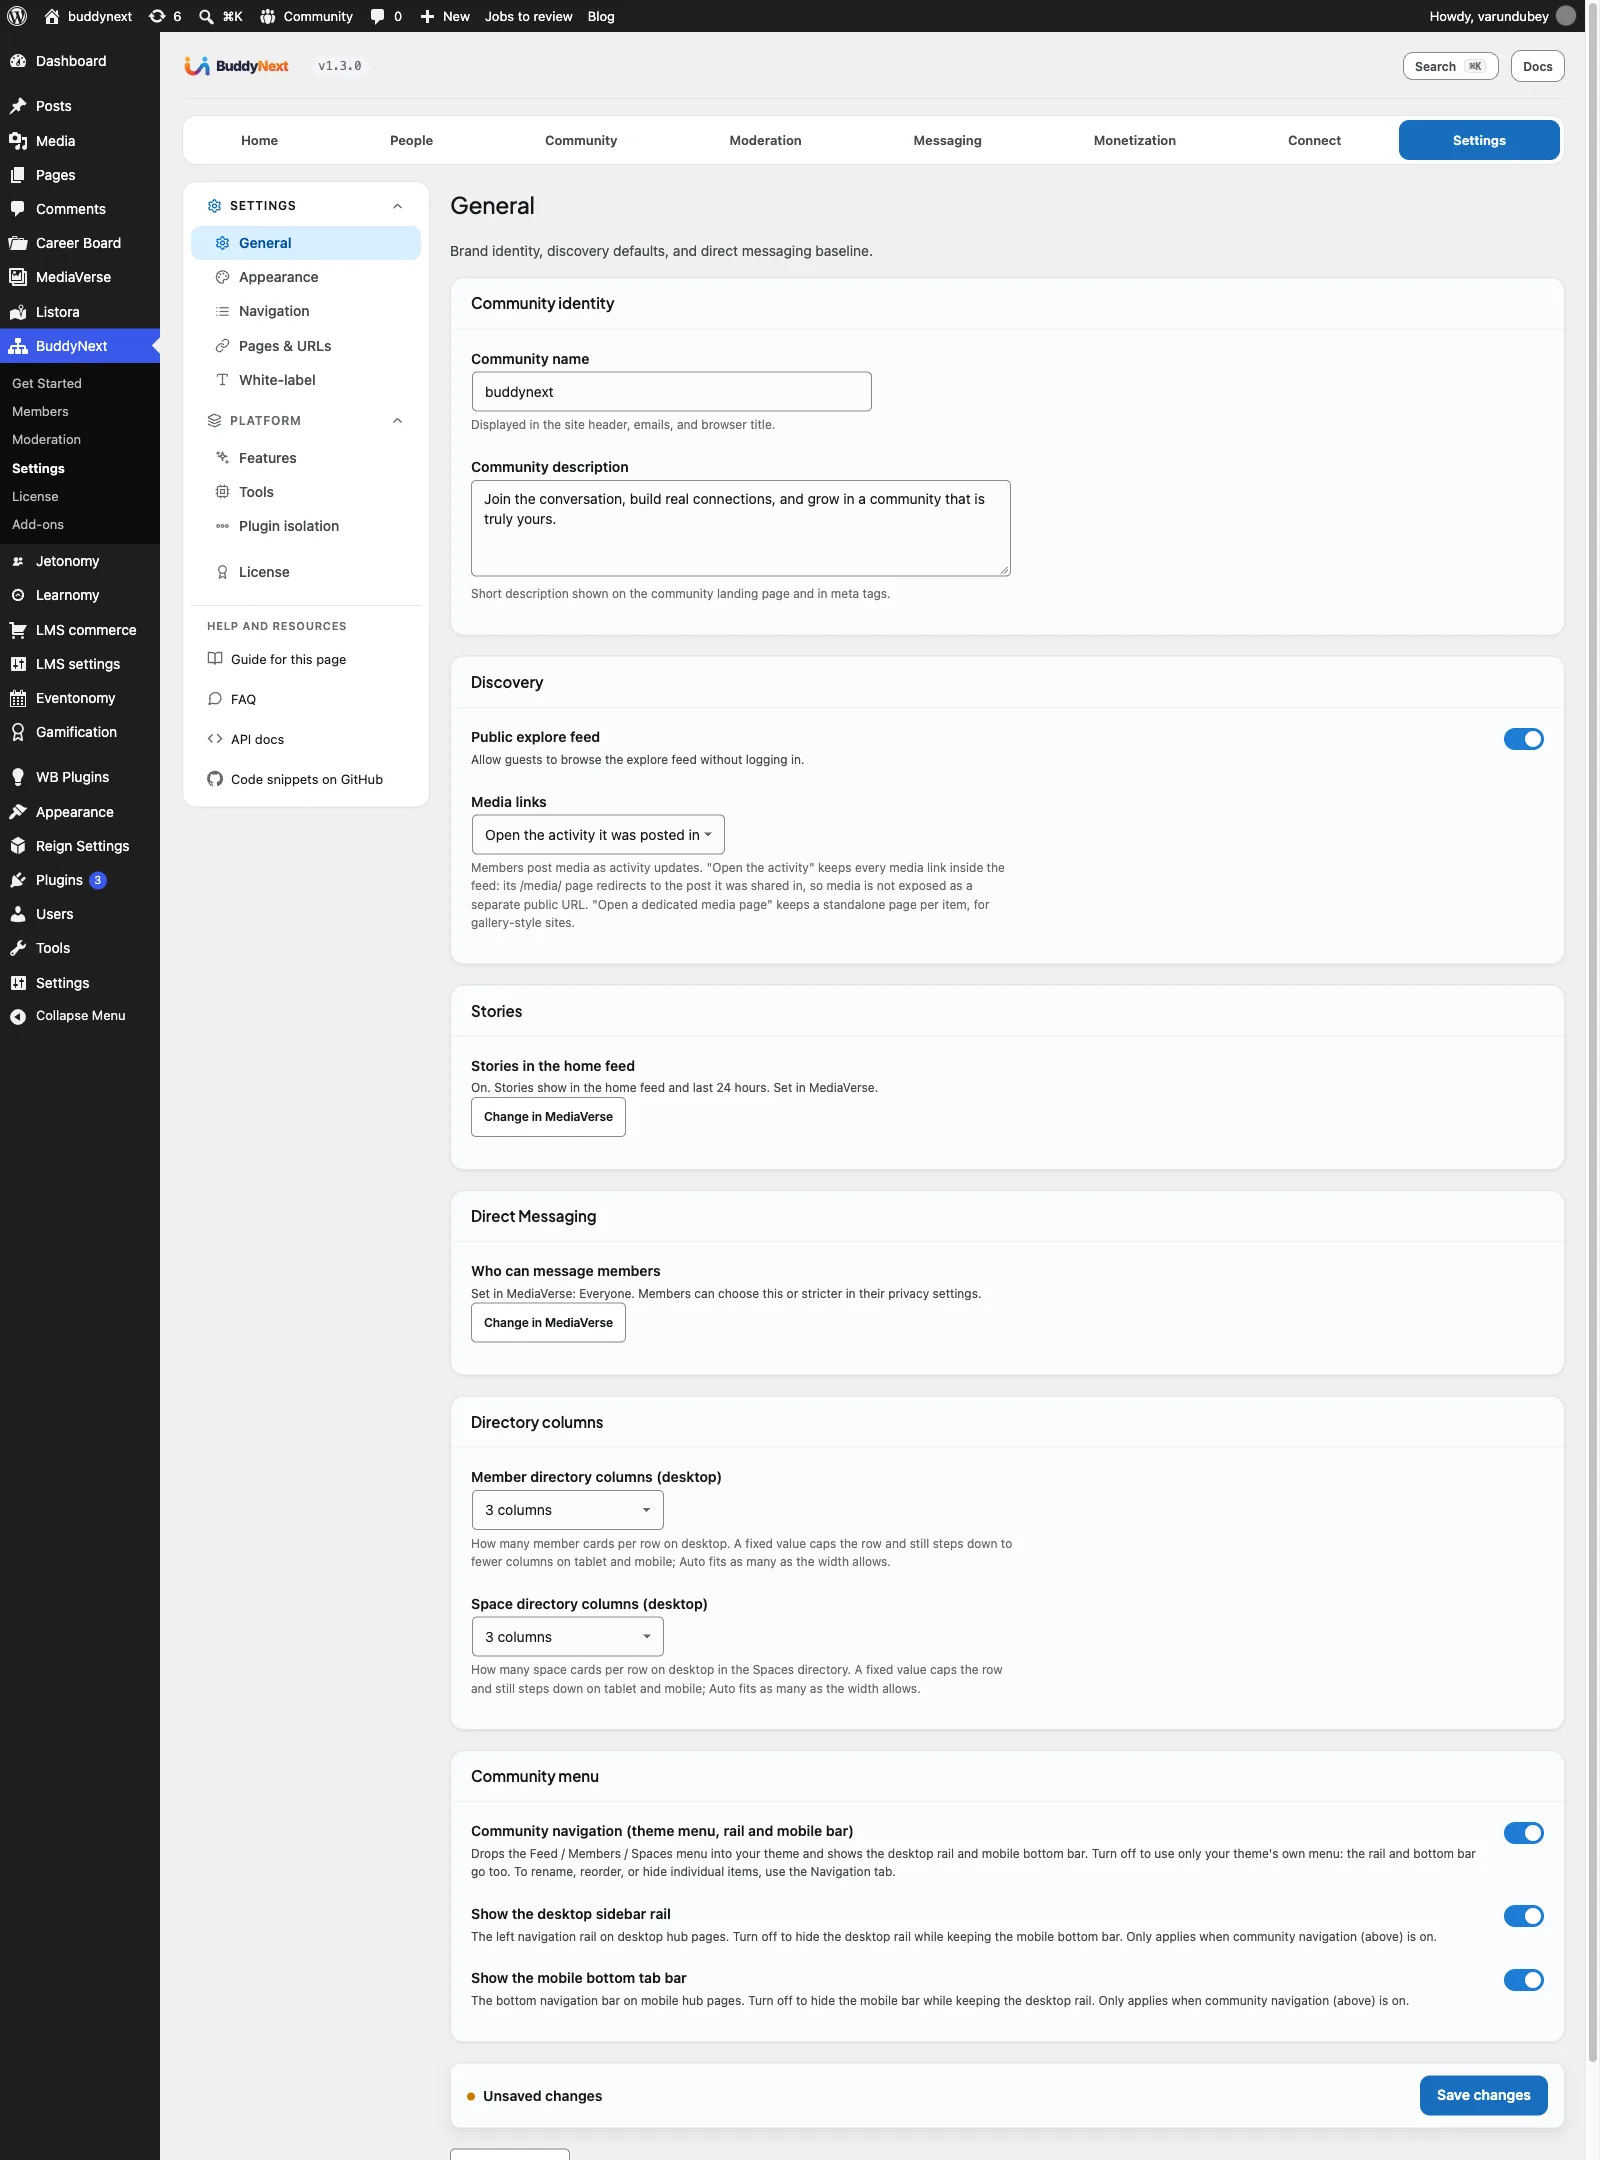 buddynext
6
⌘K
Community
0
New
Jobs to review
Blog
Howdy, varundubey
Dashboard
Posts
Media
Pages
Comments
Career Board
MediaVerse
Listora
BuddyNext
Get Started
Members
Moderation
Settings
License
Add-ons
Jetonomy
Learnomy
LMS commerce
LMS settings
Eventonomy
Gamification
WB Plugins
Appearance
Reign Settings
Plugins 3
Users
Tools
Settings
Collapse Menu
BuddyNext
v1.3.0
Search ⌘K
Docs
Home
People
Community
Moderation
Messaging
Monetization
Connect
Settings
SETTINGS
General
Appearance
Navigation
Pages & URLs
White-label
PLATFORM
Features
Tools
Plugin isolation
License
HELP AND RESOURCES
Guide for this page
FAQ
API docs
Code snippets on GitHub
General
Brand identity, discovery defaults, and direct messaging baseline.
Community identity
Community name
buddynext
Displayed in the site header, emails, and browser title.
Community description
Join the conversation, build real connections, and grow in a community that is
truly yours.
Short description shown on the community landing page and in meta tags.
Discovery
Public explore feed
Allow guests to browse the explore feed without logging in.
Media links
Open the activity it was posted in
Members post media as activity updates. "Open the activity" keeps every media link inside the
feed: its /media/ page redirects to the post it was shared in, so media is not exposed as a
separate public URL. "Open a dedicated media page" keeps a standalone page per item, for
gallery-style sites.
Stories
Stories in the home feed
On. Stories show in the home feed and last 24 hours. Set in MediaVerse.
Change in MediaVerse
Direct Messaging
Who can message members
Set in MediaVerse: Everyone. Members can choose this or stricter in their privacy settings.
Change in MediaVerse
Directory columns
Member directory columns (desktop)
3 columns
How many member cards per row on desktop. A fixed value caps the row and still steps down to
fewer columns on tablet and mobile; Auto fits as many as the width allows.
Space directory columns (desktop)
3 columns
How many space cards per row on desktop in the Spaces directory. A fixed value caps the row
and still steps down on tablet and mobile; Auto fits as many as the width allows.
Community menu
Community navigation (theme menu, rail and mobile bar)
Drops the Feed / Members / Spaces menu into your theme and shows the desktop rail and mobile bottom bar. Turn off to use only your theme's own menu: the rail and bottom bar
go too. To rename, reorder, or hide individual items, use the Navigation tab.
Show the desktop sidebar rail
The left navigation rail on desktop hub pages. Turn off to hide the desktop rail while keeping the mobile bottom bar. Only applies when community navigation (above) is on.
Show the mobile bottom tab bar
The bottom navigation bar on mobile hub pages. Turn off to hide the mobile bar while keeping the desktop rail. Only applies when community navigation (above) is on.
Unsaved changes
Save changes